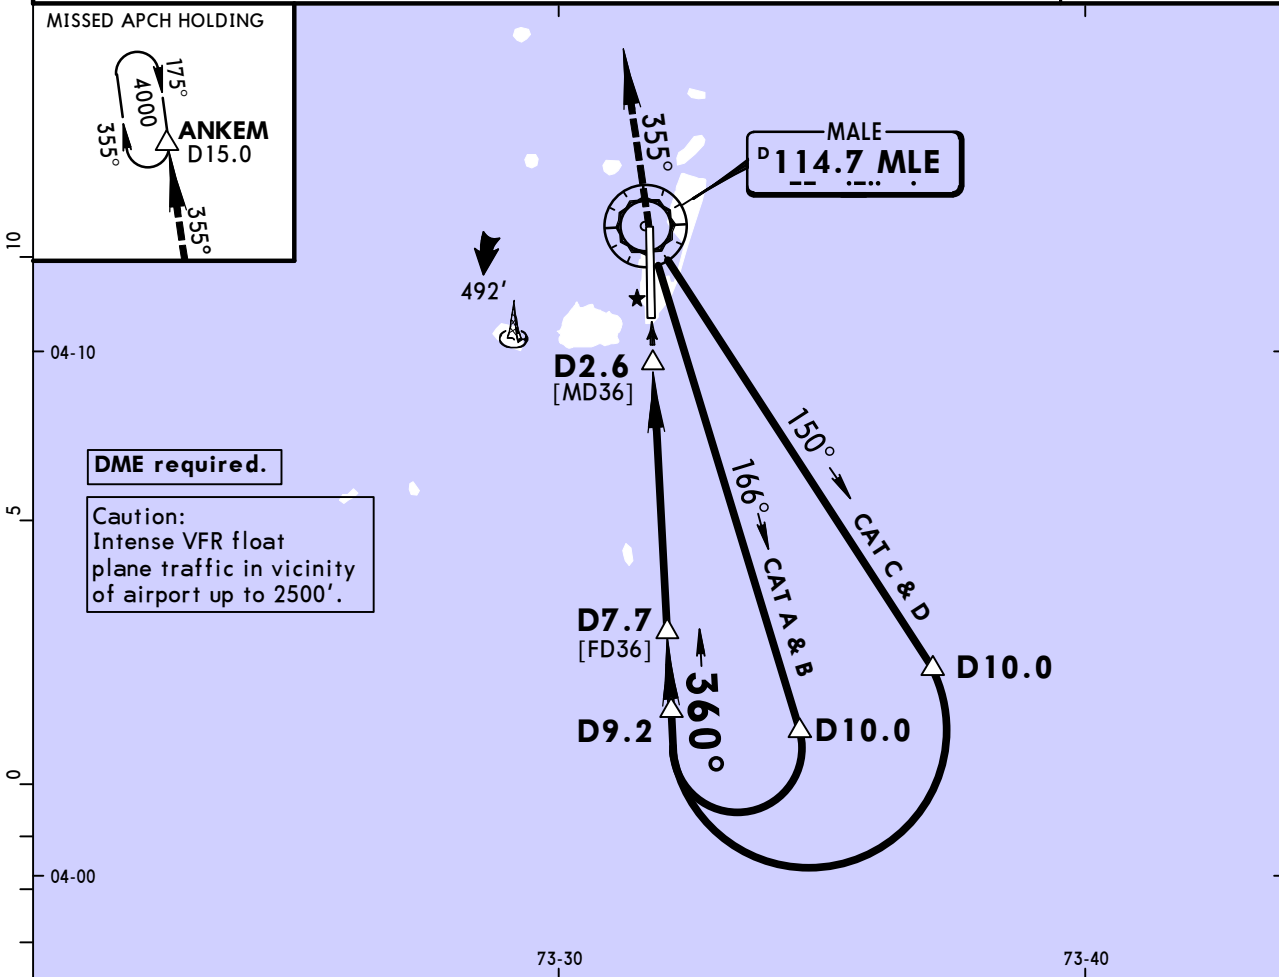 MISSED APCH HOLDING
175°
4000
355°
ANKEM
D15.0
355°
355°
MALE
D 114.7 MLE
10
492'
04-10
D2.6
[MD36]
150°
CAT C & D
166°
CAT A & B
DME required.
5
Caution:
Intense VFR float
plane traffic in vicinity
of airport up to 2500'.
D7.7
[FD36]
360°
D10.0
D9.2
D10.0
0
04-00
73-30
73-40